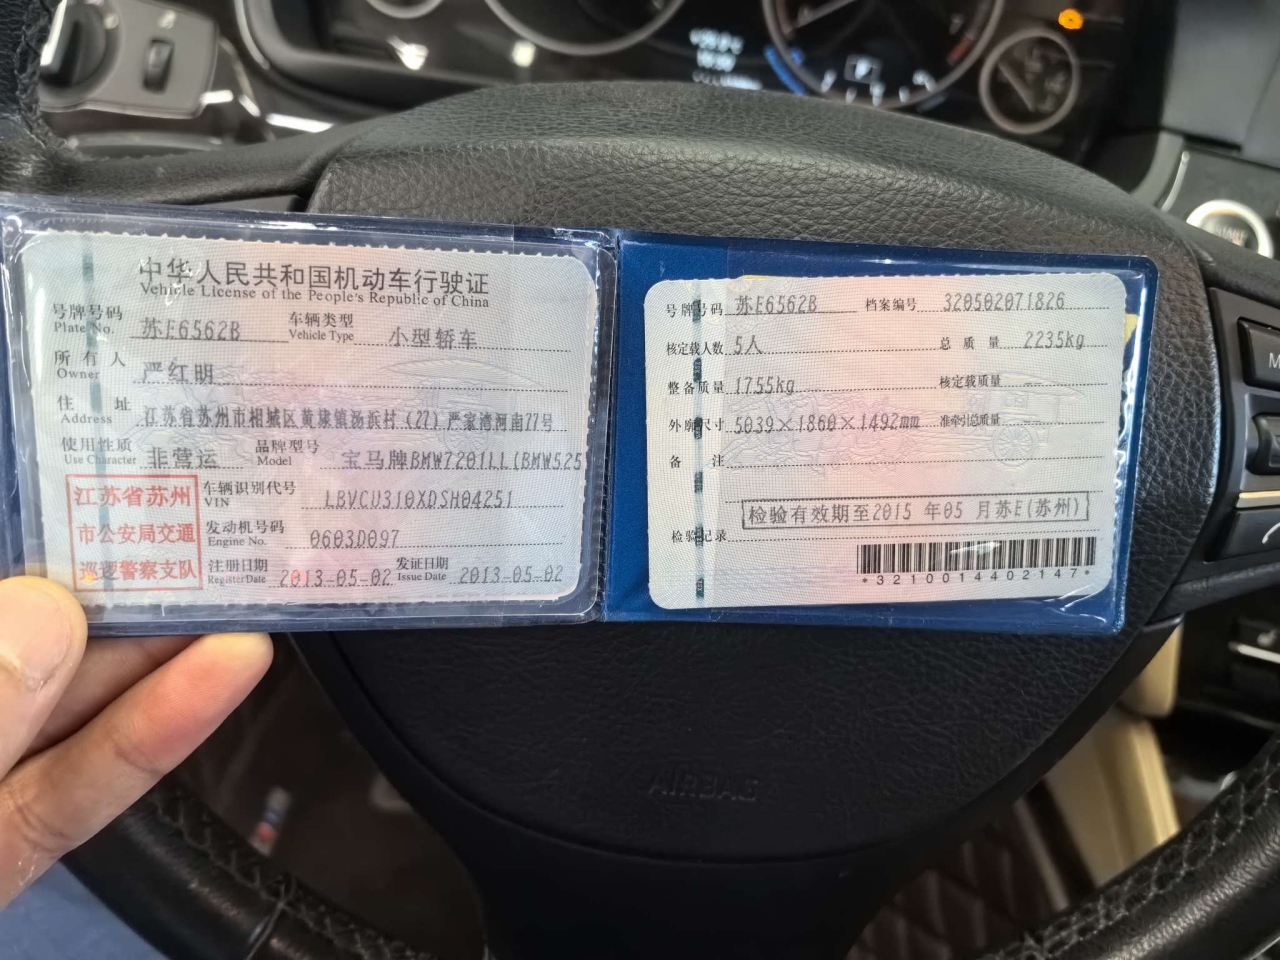 中华人民共和国机动车行驶证
Vehicle License of the People's Republic of China
号牌号码 苏E6562B 车辆类型 小型轿车
Plate No. Vehicle Type
所有人 严红明
Owner
住址 江苏省苏州市相城区黄埭镇杨浜村(22)严家湾河南77号
Address
使用性质 非营运 品牌型号 宝马牌BMW7201LL(BMW525
Use Character Model
江苏省苏州
市公安局交通
巡逻警察支队
车辆识别代号 LBVCU310XDSH04251
VIN
发动机号码 0603D097
Engine No.
注册日期 2013-05-02 发证日期 2013-05-02
Register Date Issue Date
号牌号码 苏E6562B 档案编号 320502071826
核定载人数 5人 总质量 2235kg
整备质量 1755kg 核定载质量 --
外廓尺寸 5039×1860×1492mm 准牵引总质量 --
备注
检验有效期至2015 年05 月苏E(苏州)
检验记录
*3210014402147*
AIRBAG
START